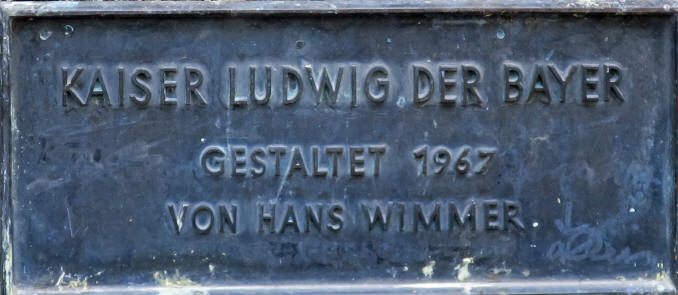 KAISER LUDWIG DER BAYER
GESTALTET 1967
VON HANS WIMMER